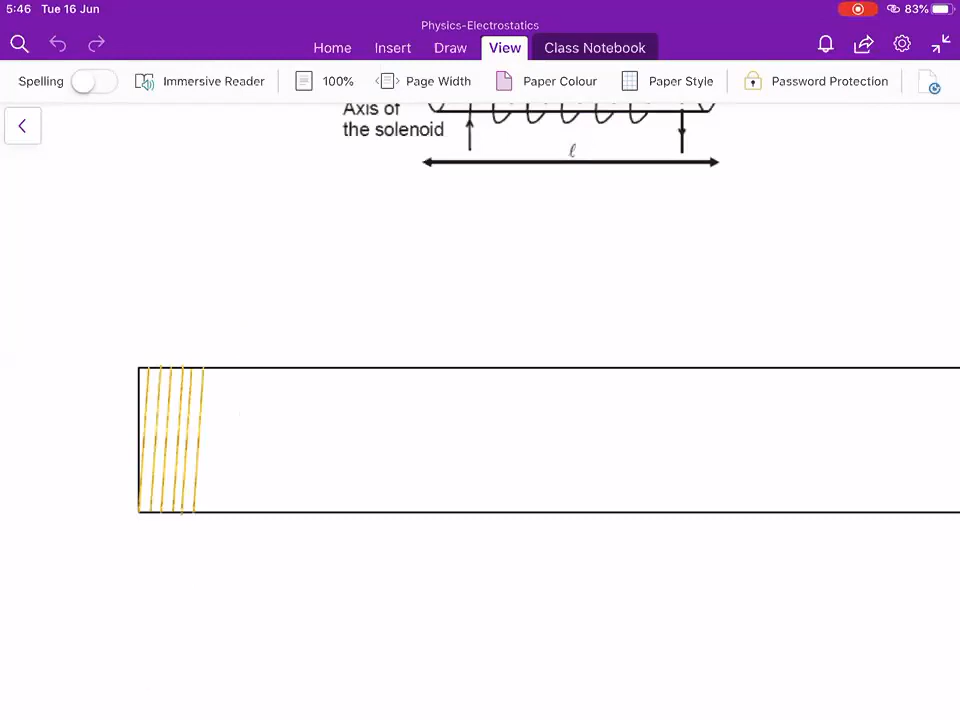 5:46 Tue 16 Jun 83%
Physics-Electrostatics
Home Insert Draw View Class Notebook
Spelling Immersive Reader 100% Page Width Paper Colour Paper Style Password Protection
Axis of
the solenoid
ℓ